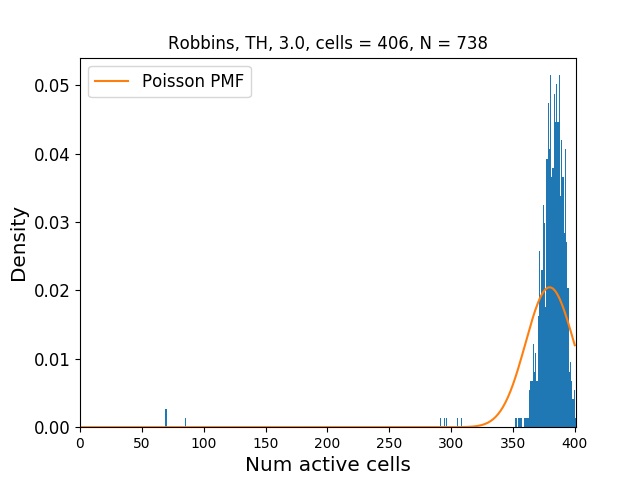 Robbins, TH, 3.0, cells = 406, N = 738
Poisson PMF
0.05
0.04
0.03
0.02
0.01
0.00
Density
0 50 100 150 200 250 300 350 400
Num active cells